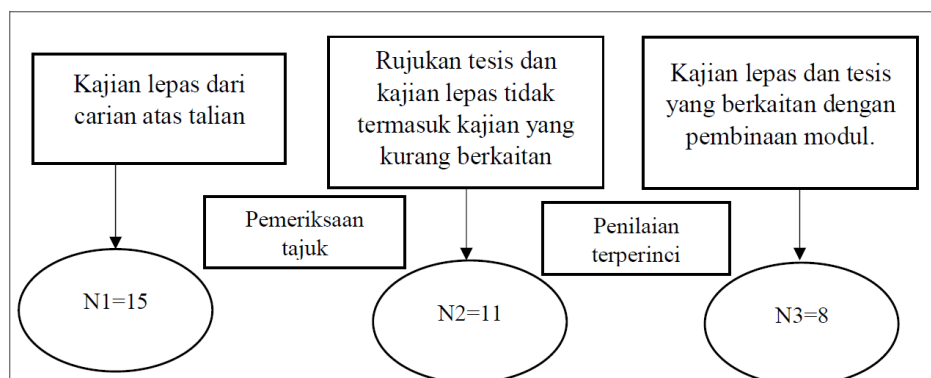 Kajian lepas dari
carian atas talian
Rujukan tesis dan
kajian lepas tidak
termasuk kajian yang
kurang berkaitan
Kajian lepas dan tesis
yang berkaitan dengan
pembinaan modul.
Pemeriksaan
tajuk
Penilaian
terperinci
N1=15
N2=11
N3=8